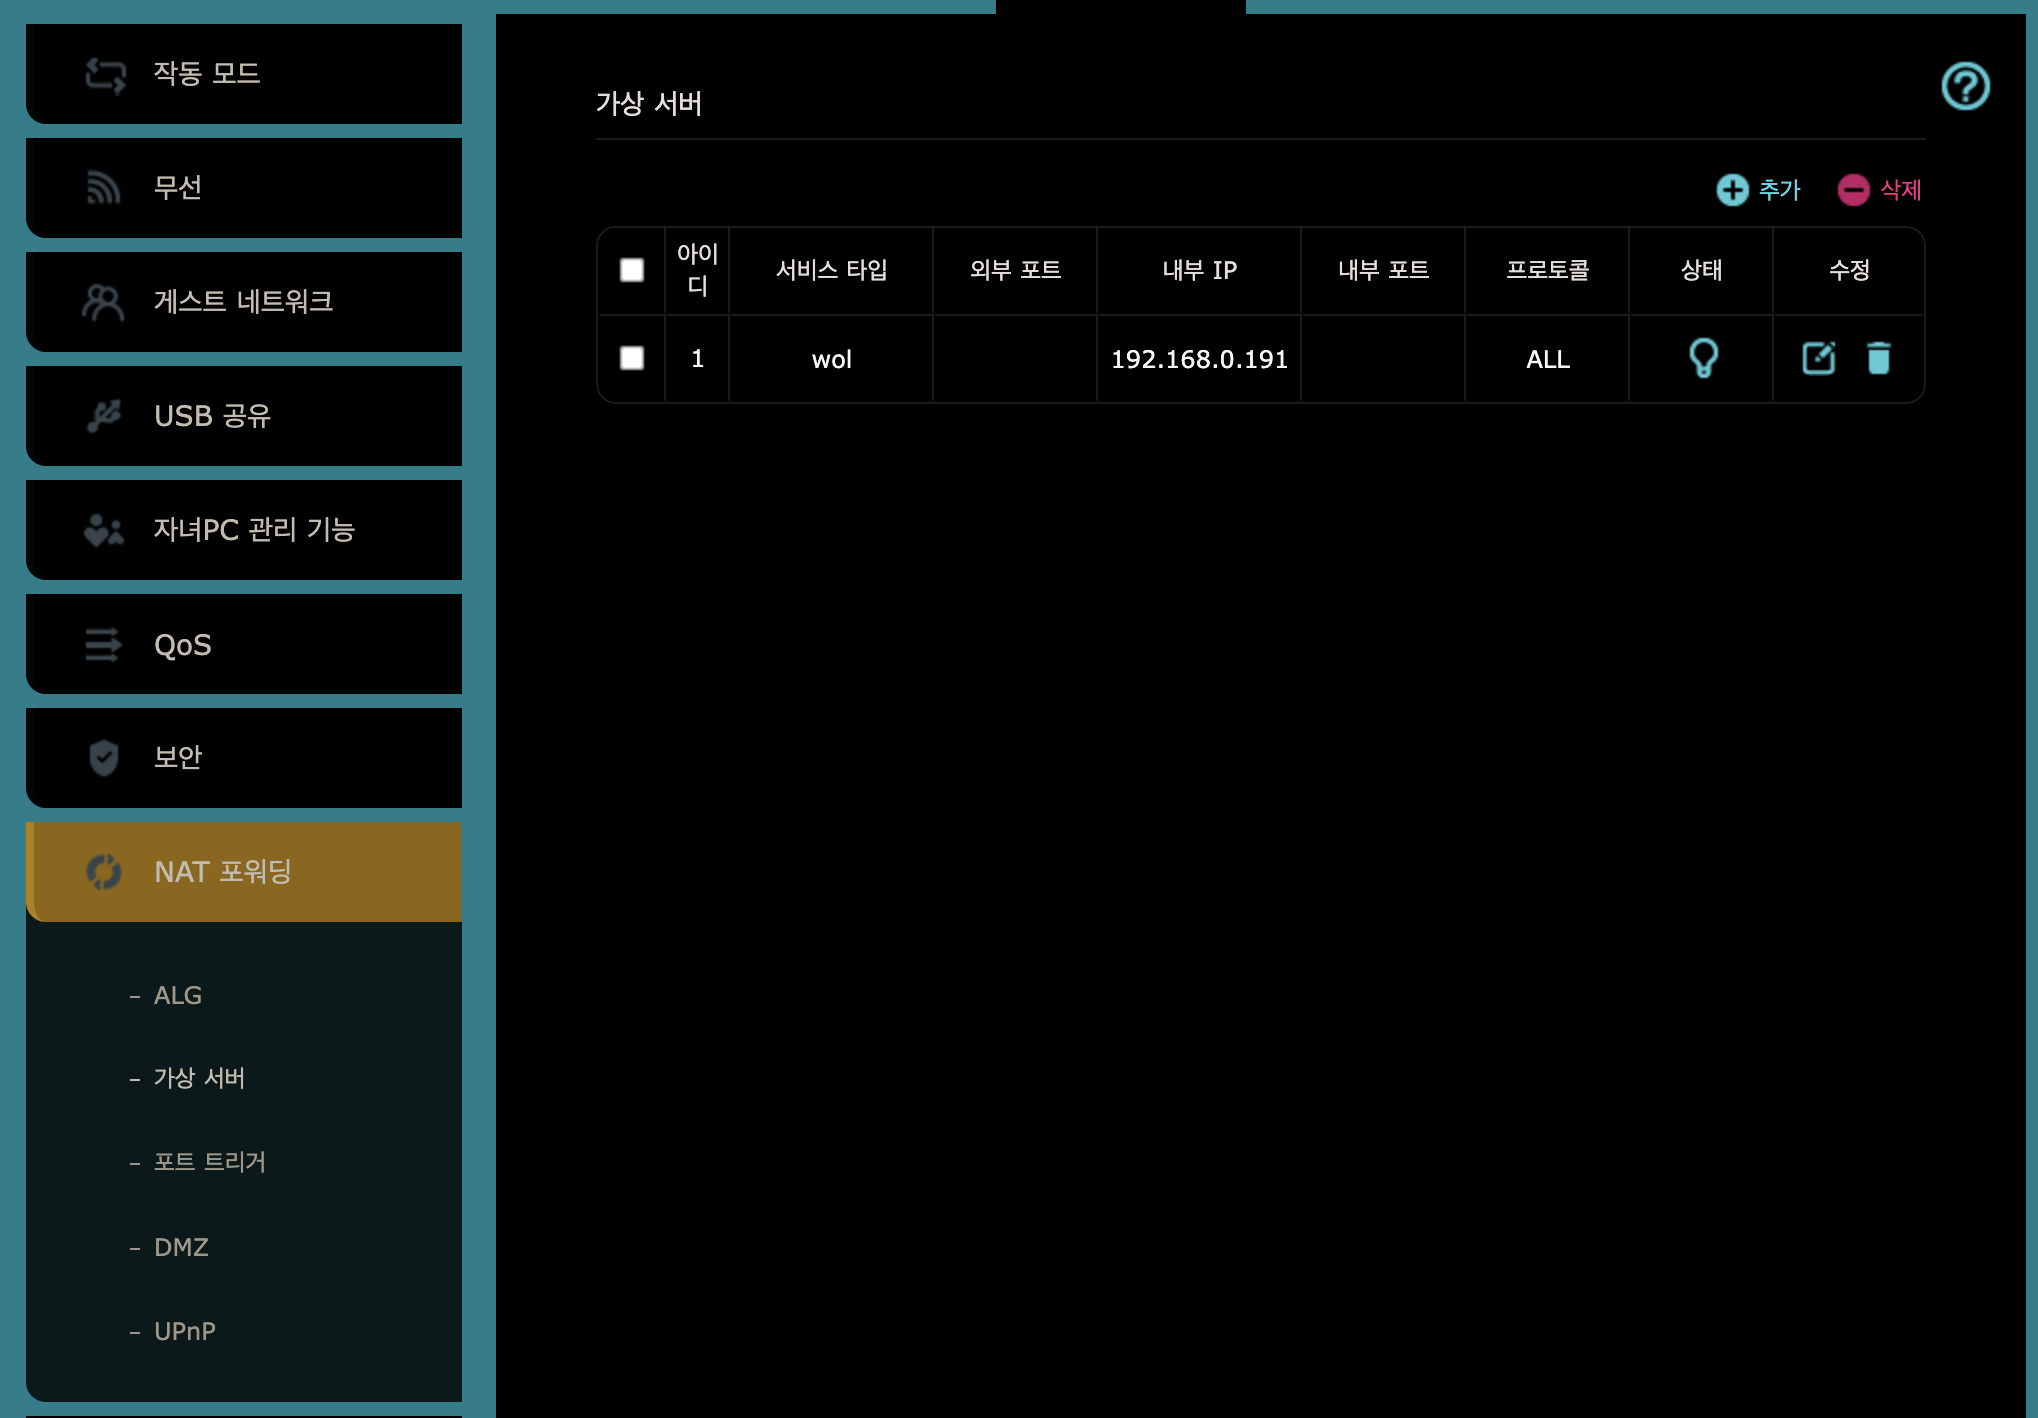 작동 모드
무선
게스트 네트워크
USB 공유
자녀PC 관리 기능
QoS
보안
NAT 포워딩
– ALG
– 가상 서버
– 포트 트리거
– DMZ
– UPnP
가상 서버
추가 삭제
아이디 서비스 타입 외부 포트 내부 IP 내부 포트 프로토콜 상태 수정
1 wol 192.168.0.191 ALL